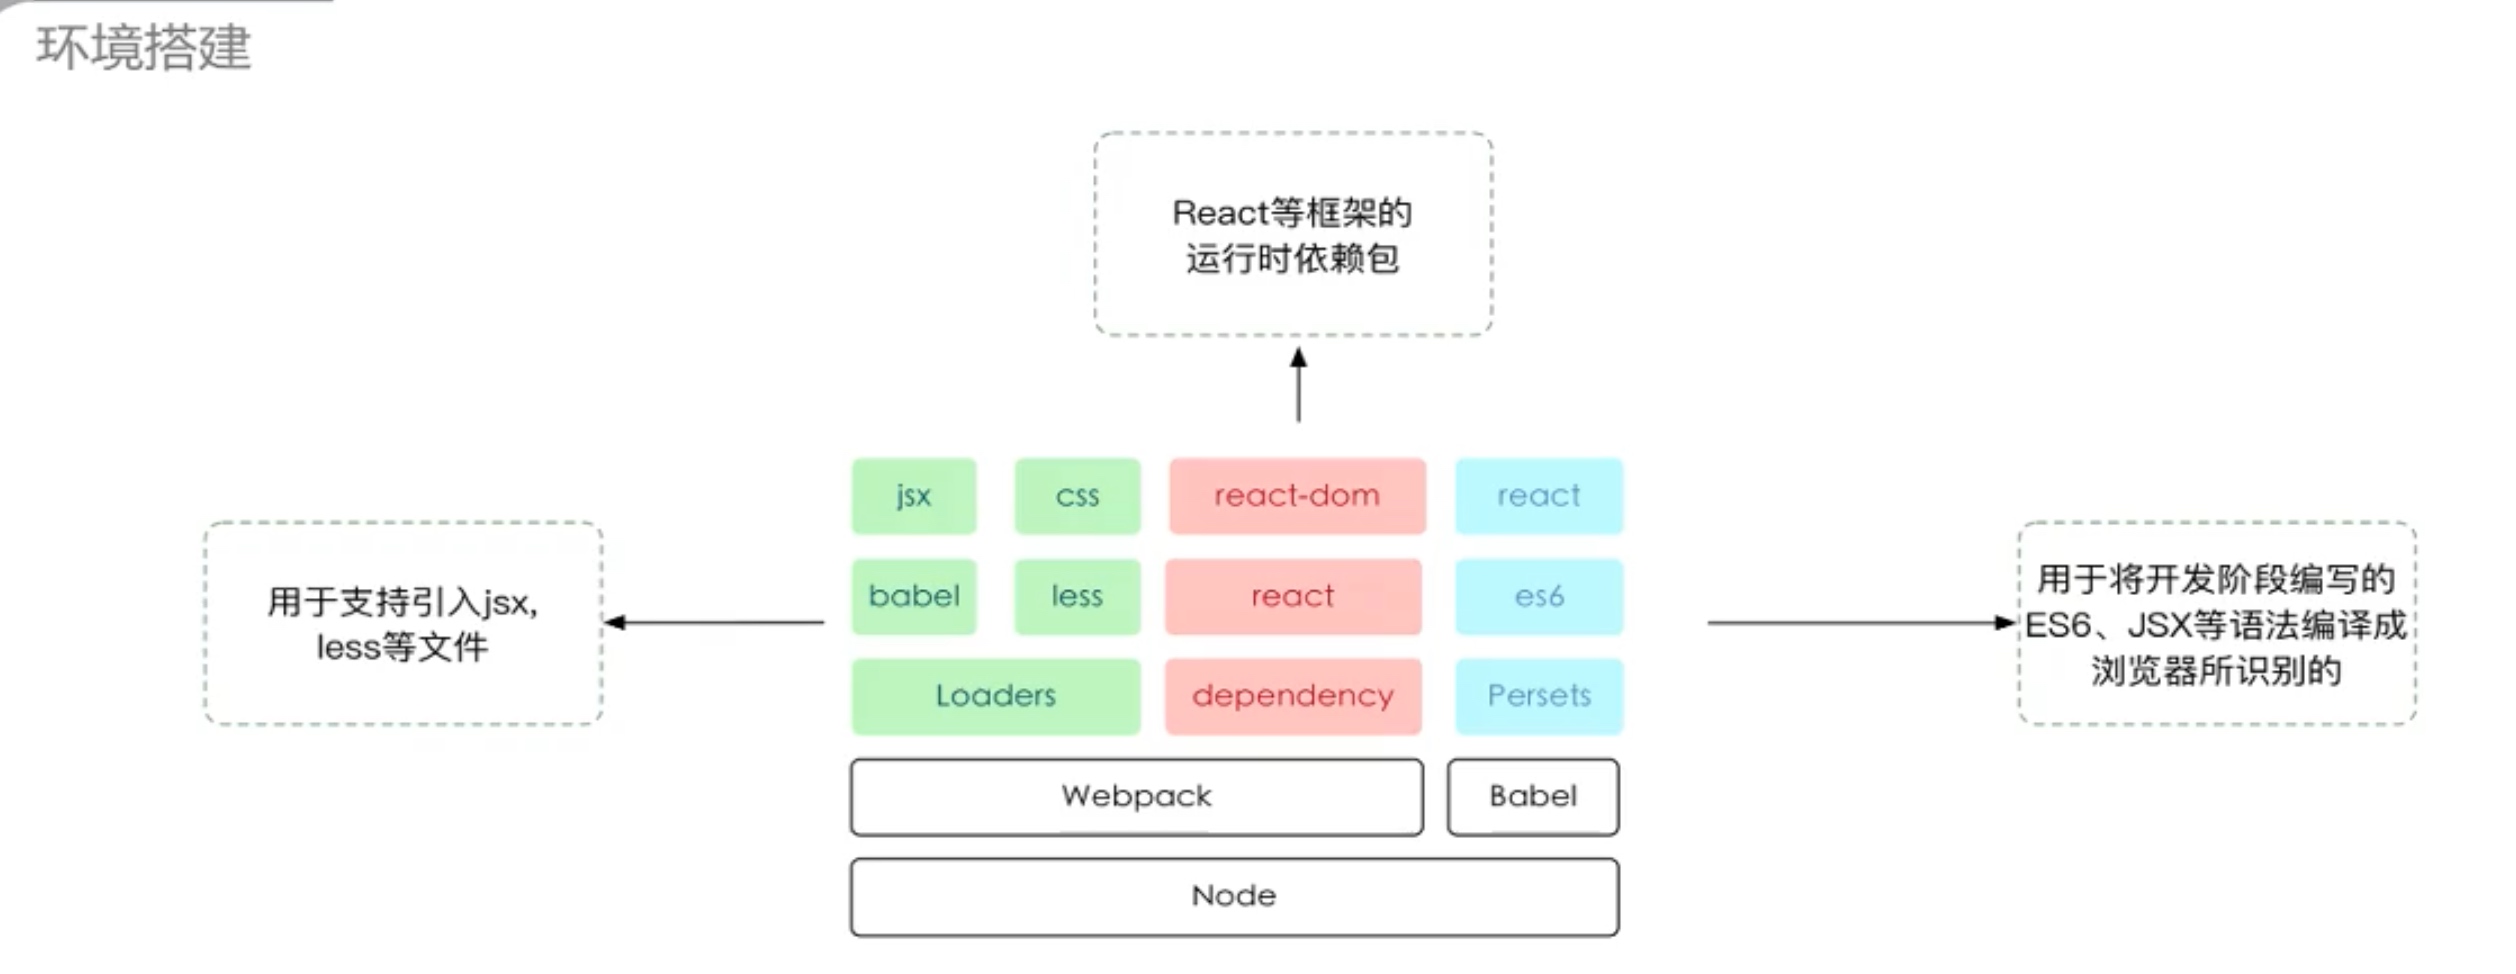 环境搭建
React等框架的
运行时依赖包
jsx
css
react-dom
react
babel
less
react
es6
Loaders
dependency
Persets
Webpack
Babel
Node
用于支持引入jsx,
less等文件
用于将开发阶段编写的
ES6、JSX等语法编译成
浏览器所识别的